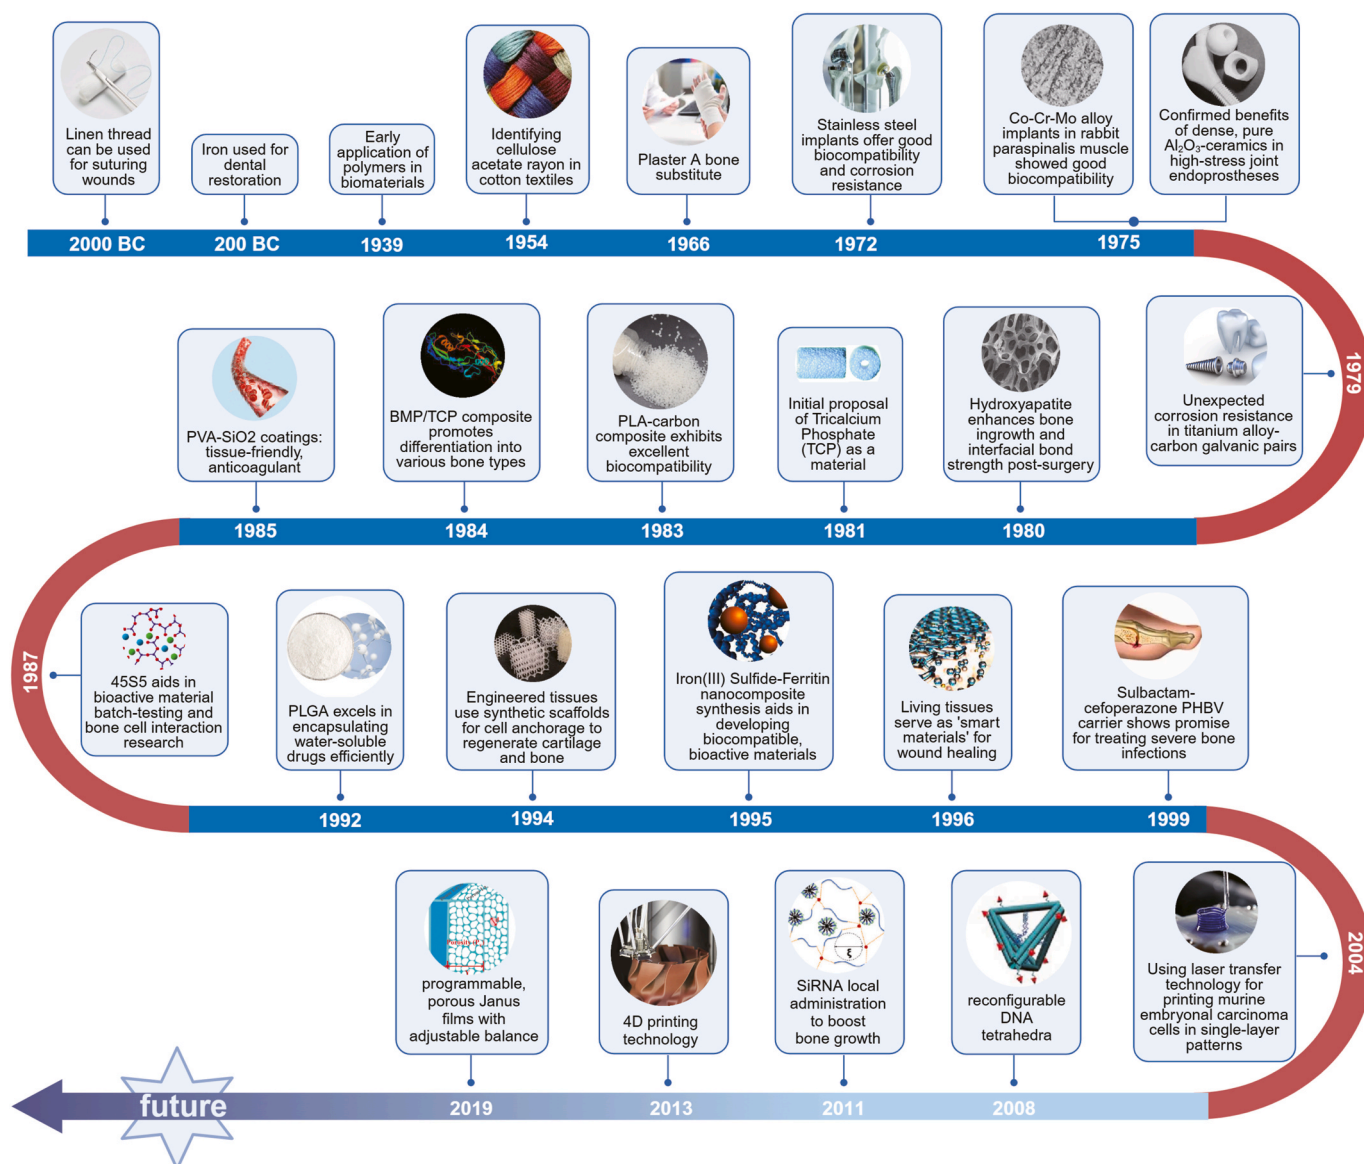 Linen thread
can be used
for suturing
wounds
2000 BC
Iron used for
dental
restoration
200 BC
Early
application of
polymers in
biomaterials
1939
Identifying
cellulose
acetate rayon in
cotton textiles
1954
Plaster A bone
substitute
1966
Stainless steel
implants offer good
biocompatibility
and corrosion
resistance
1972
Co-Cr-Mo alloy
implants in rabbit
paraspinalis muscle
showed good
biocompatibility
Confirmed benefits
of dense, pure
Al₂O₃-ceramics in
high-stress joint
endoprostheses
1975
Unexpected
corrosion resistance
in titanium alloy-
carbon galvanic pairs
1979
Hydroxyapatite
enhances bone
ingrowth and
interfacial bond
strength post-surgery
1980
Initial proposal
of Tricalcium
Phosphate
(TCP) as a
material
1981
PLA-carbon
composite exhibits
excellent
biocompatibility
1983
BMP/TCP composite
promotes
differentiation into
various bone types
1984
PVA-SiO2 coatings:
tissue-friendly,
anticoagulant
1985
45S5 aids in
bioactive material
batch-testing and
bone cell interaction
research
1987
PLGA excels in
encapsulating
water-soluble
drugs efficiently
1992
Engineered tissues
use synthetic scaffolds
for cell anchorage to
regenerate cartilage
and bone
1994
Iron(III) Sulfide-Ferritin
nanocomposite
synthesis aids in
developing
biocompatible,
bioactive materials
1995
Living tissues
serve as 'smart
materials' for
wound healing
1996
Sulbactam-
cefoperazone PHBV
carrier shows promise
for treating severe bone
infections
1999
Using laser transfer
technology for
printing murine
embryonal carcinoma
cells in single-layer
patterns
2004
reconfigurable
DNA
tetrahedra
2008
ξ
SiRNA local
administration
to boost
bone growth
2011
4D printing
technology
2013
programmable,
porous Janus
films with
adjustable balance
2019
future